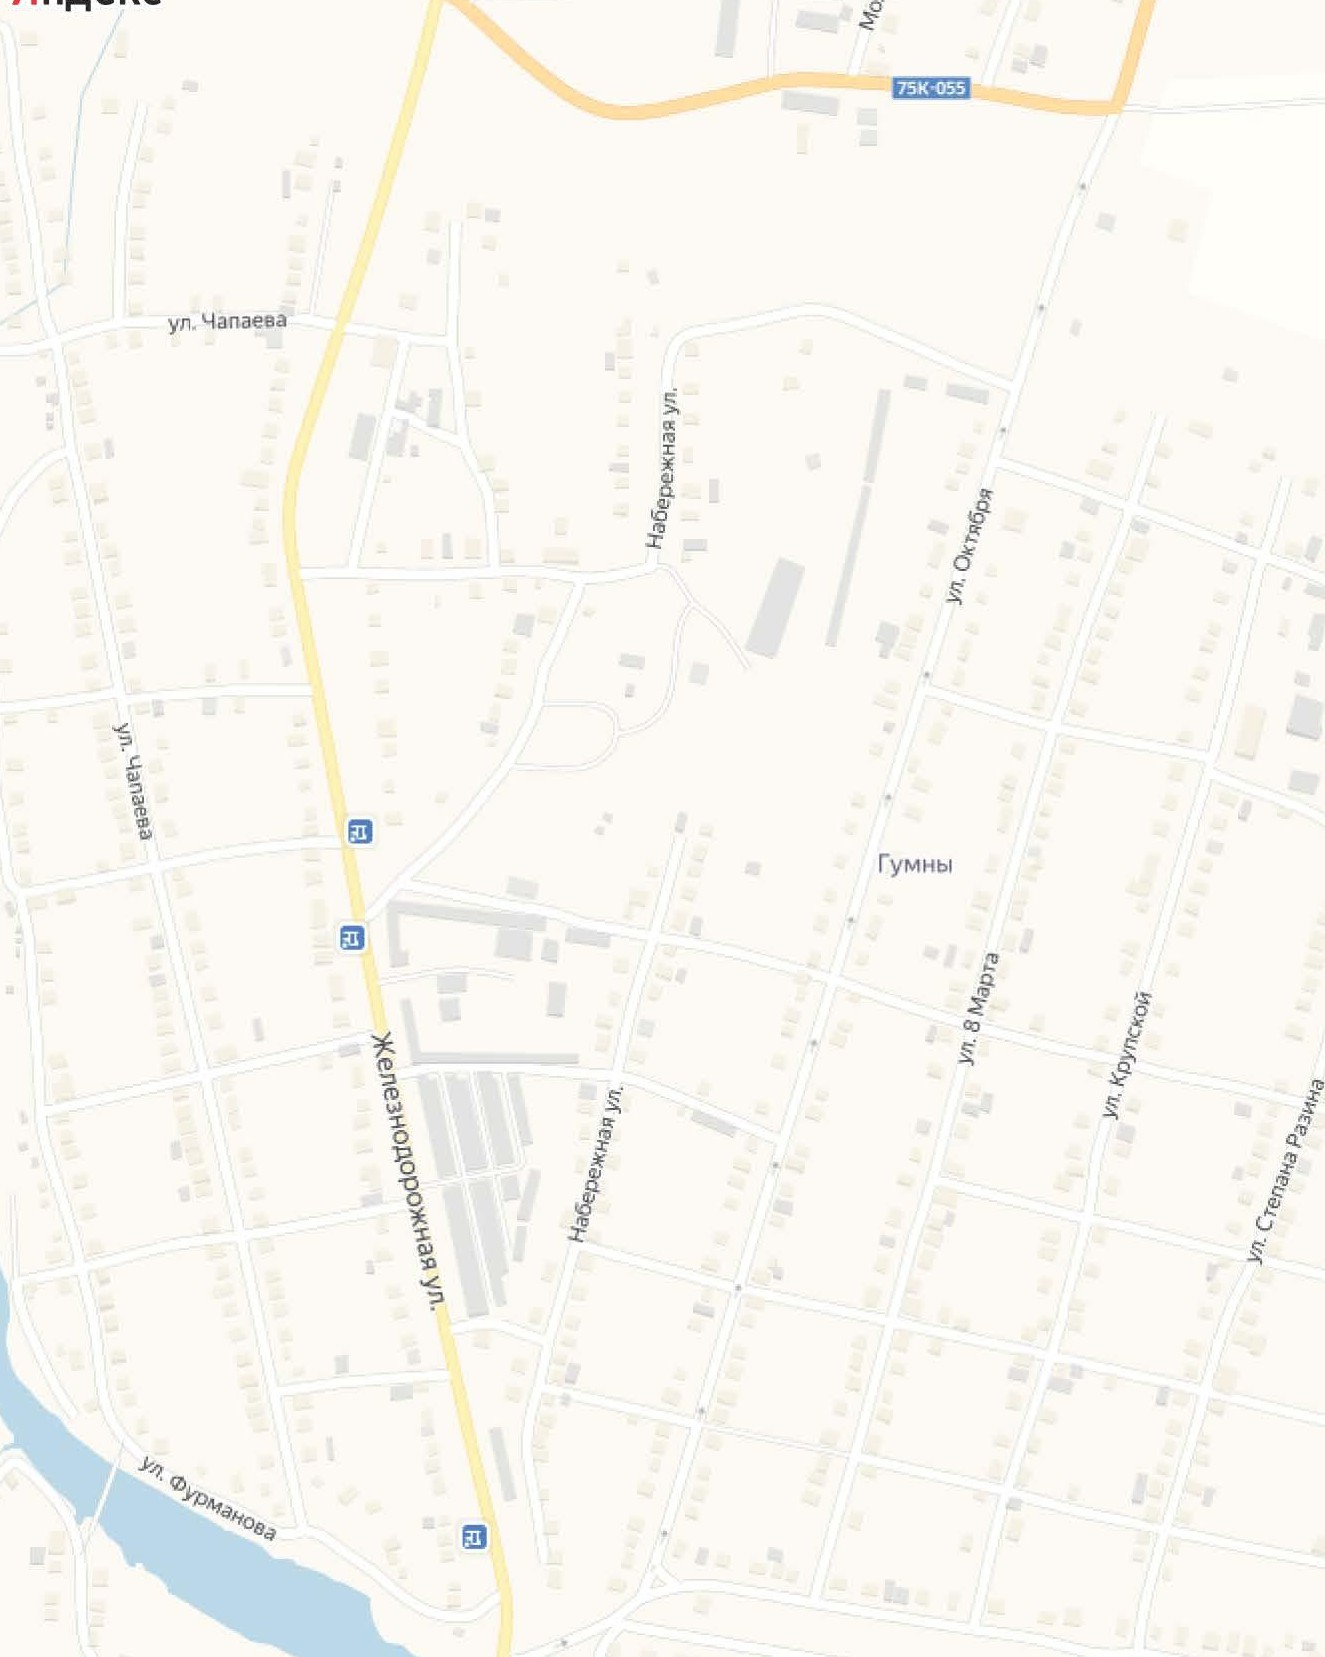 Яндекс
75К-055
ул. Чапаева
Набережная ул.
ул. Октября
ул. Чапаева
Гумны
ул. 8 Марта
ул. Крупской
Железнодорожная ул.
Набережная ул.
ул. Степана Разина
ул. Фурманова